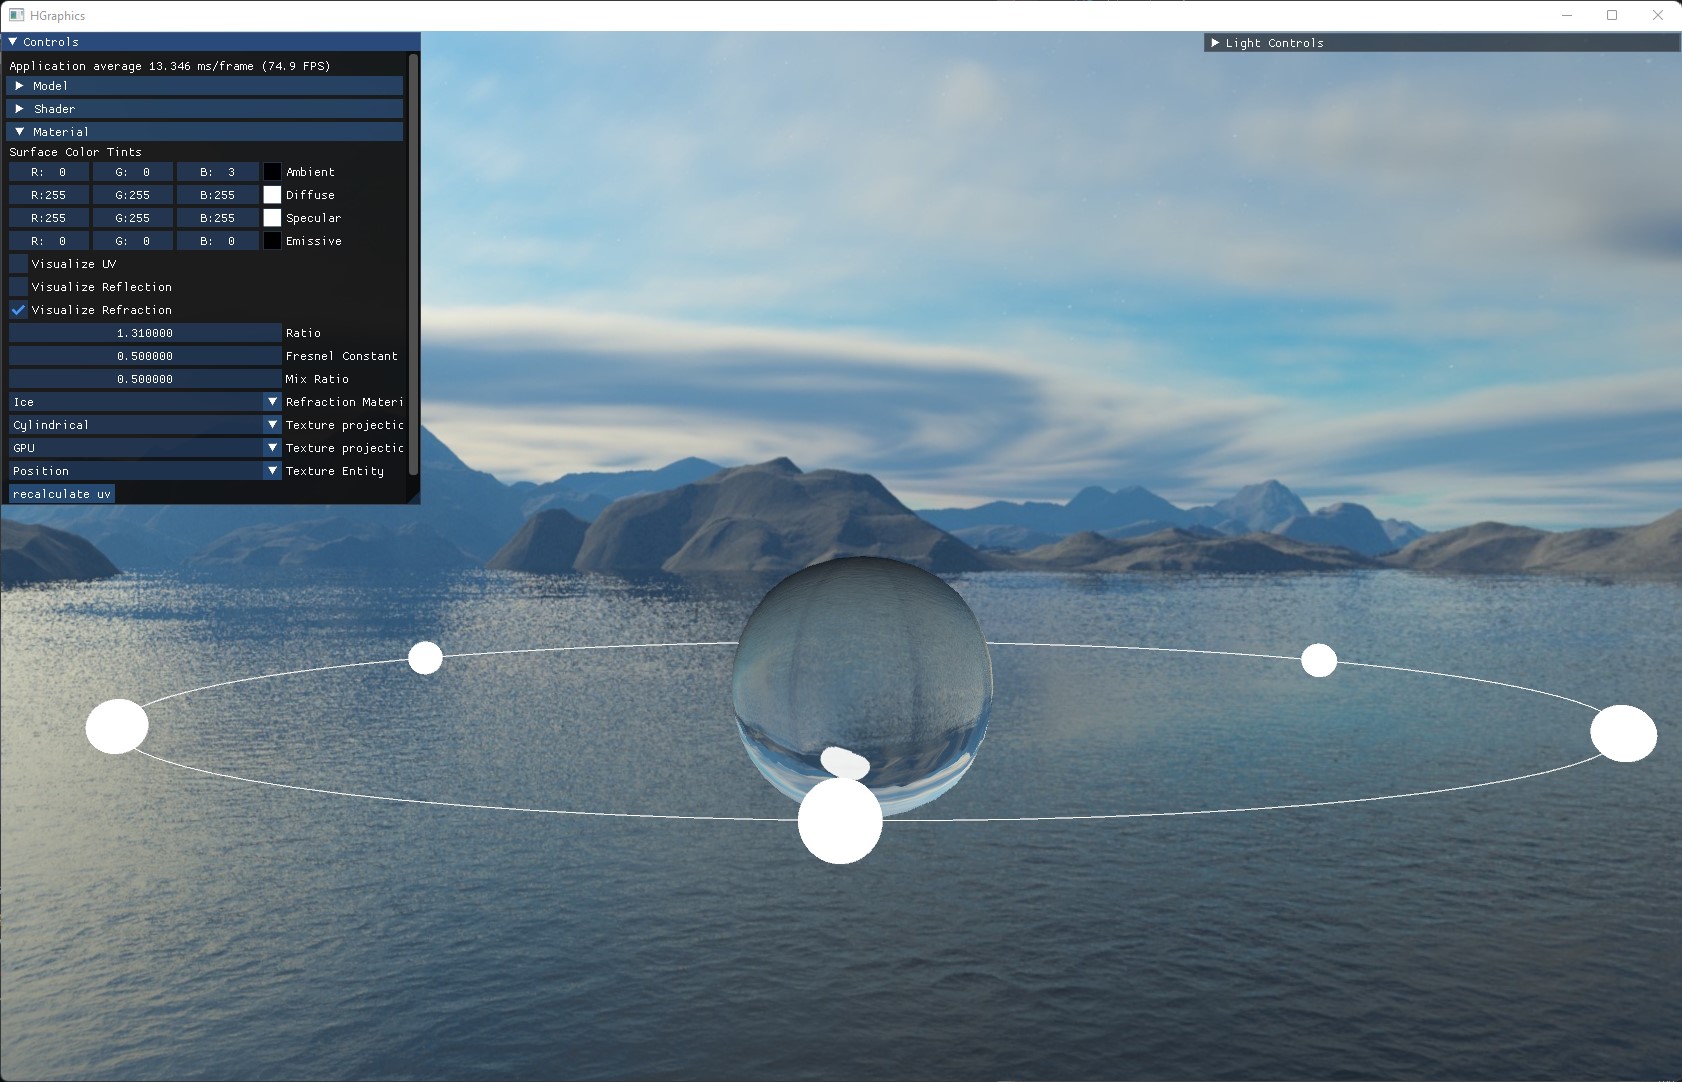 HGraphics
Controls
Light Controls
Application average 13.346 ms/frame (74.9 FPS)
Model
Shader
Material
Surface Color Tints
R: 0 G: 0 B: 3 Ambient
R:255 G:255 B:255 Diffuse
R:255 G:255 B:255 Specular
R: 0 G: 0 B: 0 Emissive
Visualize UV
Visualize Reflection
Visualize Refraction
1.310000 Ratio
0.500000 Fresnel Constant
0.500000 Mix Ratio
Ice Refraction Materi
Cylindrical Texture projectic
GPU Texture projectic
Position Texture Entity
recalculate uv